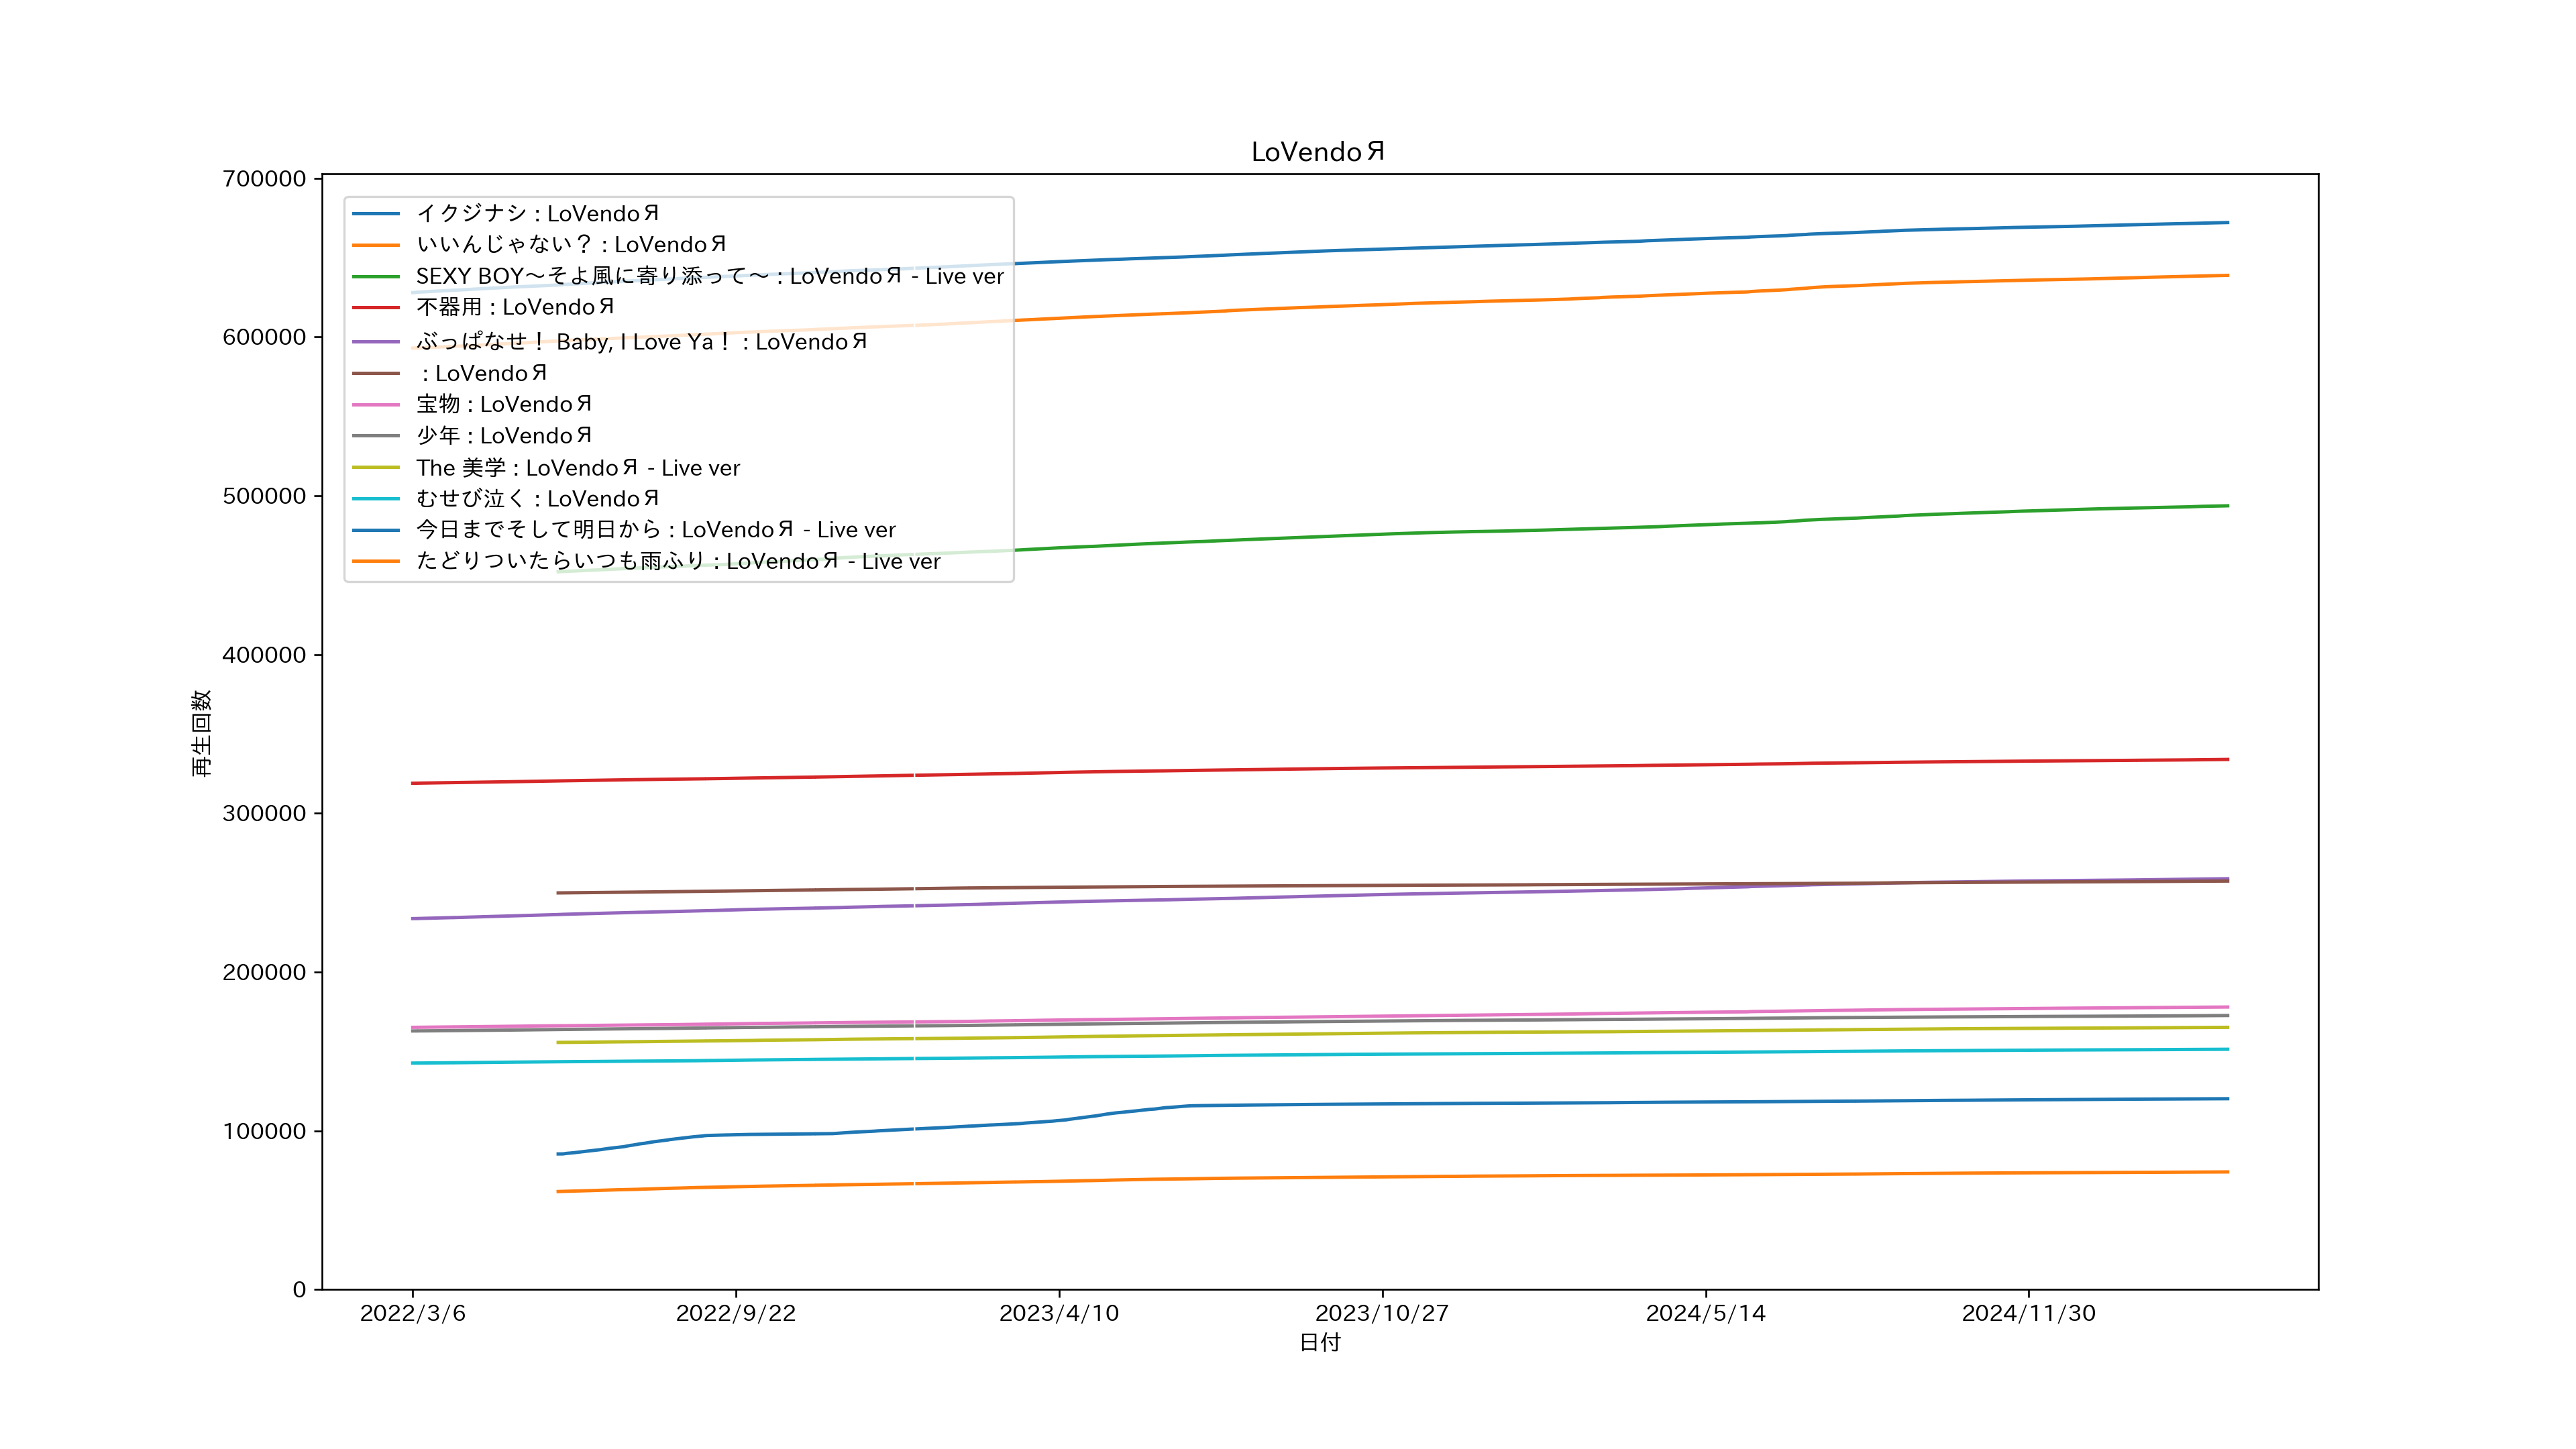 LoVendoЯ
700000
600000
500000
400000
300000
200000
100000
0
再生回数
イクジナシ : LoVendoЯ
いいんじゃない？ : LoVendoЯ
SEXY BOY～そよ風に寄り添って～ : LoVendoЯ - Live ver
不器用 : LoVendoЯ
ぶっぱなせ！ Baby, I Love Ya！ : LoVendoЯ
: LoVendoЯ
宝物 : LoVendoЯ
少年 : LoVendoЯ
The 美学 : LoVendoЯ - Live ver
むせび泣く : LoVendoЯ
今日までそして明日から : LoVendoЯ - Live ver
たどりついたらいつも雨ふり : LoVendoЯ - Live ver
2022/3/6 2022/9/22 2023/4/10 2023/10/27 2024/5/14 2024/11/30
日付